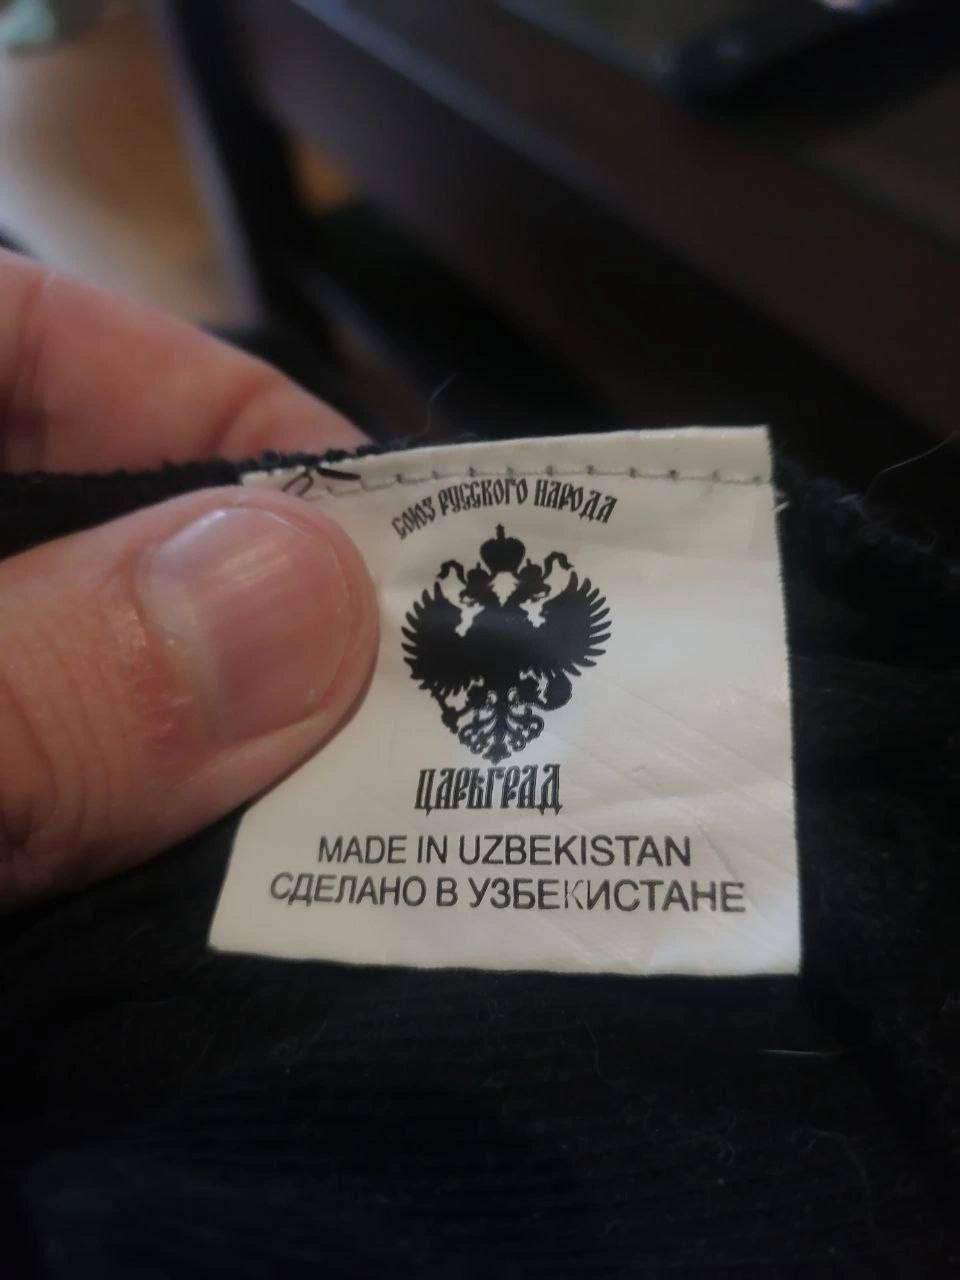 СОЮЗ РУССКОГО НАРОДА
ЦАРЬГРАД
MADE IN UZBEKISTAN
СДЕЛАНО В УЗБЕКИСТАНЕ